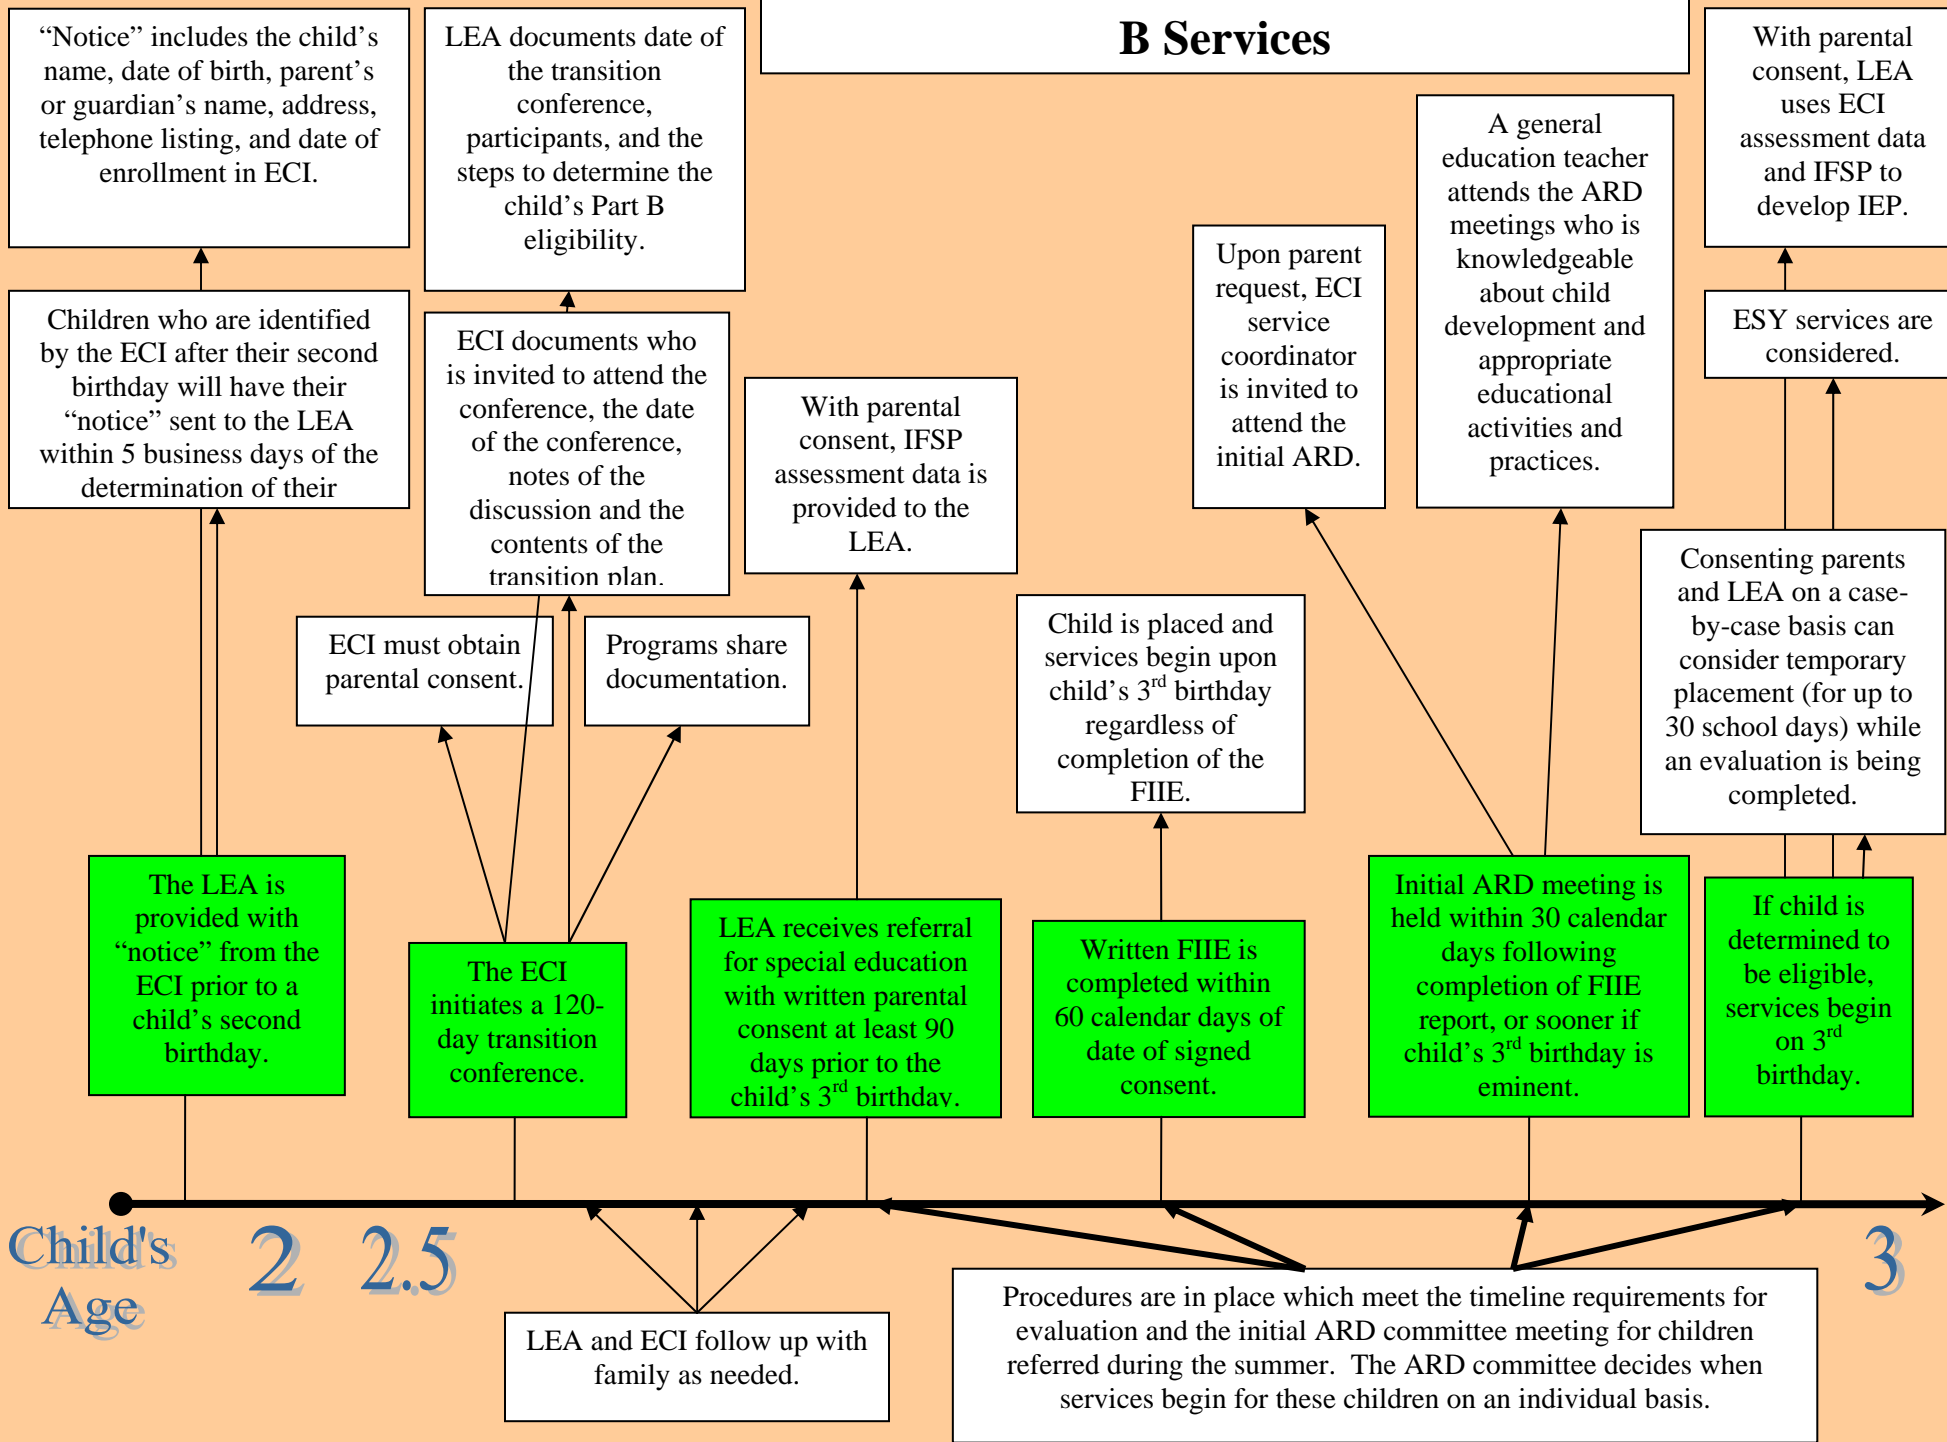 B Services
“Notice” includes the child’s
name, date of birth, parent’s
or guardian’s name, address,
telephone listing, and date of
enrollment in ECI.
LEA documents date of
the transition
conference,
participants, and the
steps to determine the
child’s Part B
eligibility.
With parental
consent, LEA
uses ECI
assessment data
and IFSP to
develop IEP.
A general
education teacher
attends the ARD
meetings who is
knowledgeable
about child
development and
appropriate
educational
activities and
practices.
Upon parent
request, ECI
service
coordinator
is invited to
attend the
initial ARD.
Children who are identified
by the ECI after their second
birthday will have their
“notice” sent to the LEA
within 5 business days of the
determination of their
ECI documents who
is invited to attend the
conference, the date
of the conference,
notes of the
discussion and the
contents of the
transition plan.
ESY services are
considered.
With parental
consent, IFSP
assessment data is
provided to the
LEA.
Consenting parents
and LEA on a case-
by-case basis can
consider temporary
placement (for up to
30 school days) while
an evaluation is being
completed.
Child is placed and
services begin upon
child’s 3rd birthday
regardless of
completion of the
FIIE.
ECI must obtain
parental consent.
Programs share
documentation.
The LEA is
provided with
“notice” from the
ECI prior to a
child’s second
birthday.
The ECI
initiates a 120-
day transition
conference.
LEA receives referral
for special education
with written parental
consent at least 90
days prior to the
child’s 3rd birthday.
Written FIIE is
completed within
60 calendar days of
date of signed
consent.
Initial ARD meeting is
held within 30 calendar
days following
completion of FIIE
report, or sooner if
child’s 3rd birthday is
eminent.
If child is
determined to
be eligible,
services begin
on 3rd
birthday.
Child's
Age
2
2.5
3
LEA and ECI follow up with
family as needed.
Procedures are in place which meet the timeline requirements for
evaluation and the initial ARD committee meeting for children
referred during the summer.  The ARD committee decides when
services begin for these children on an individual basis.